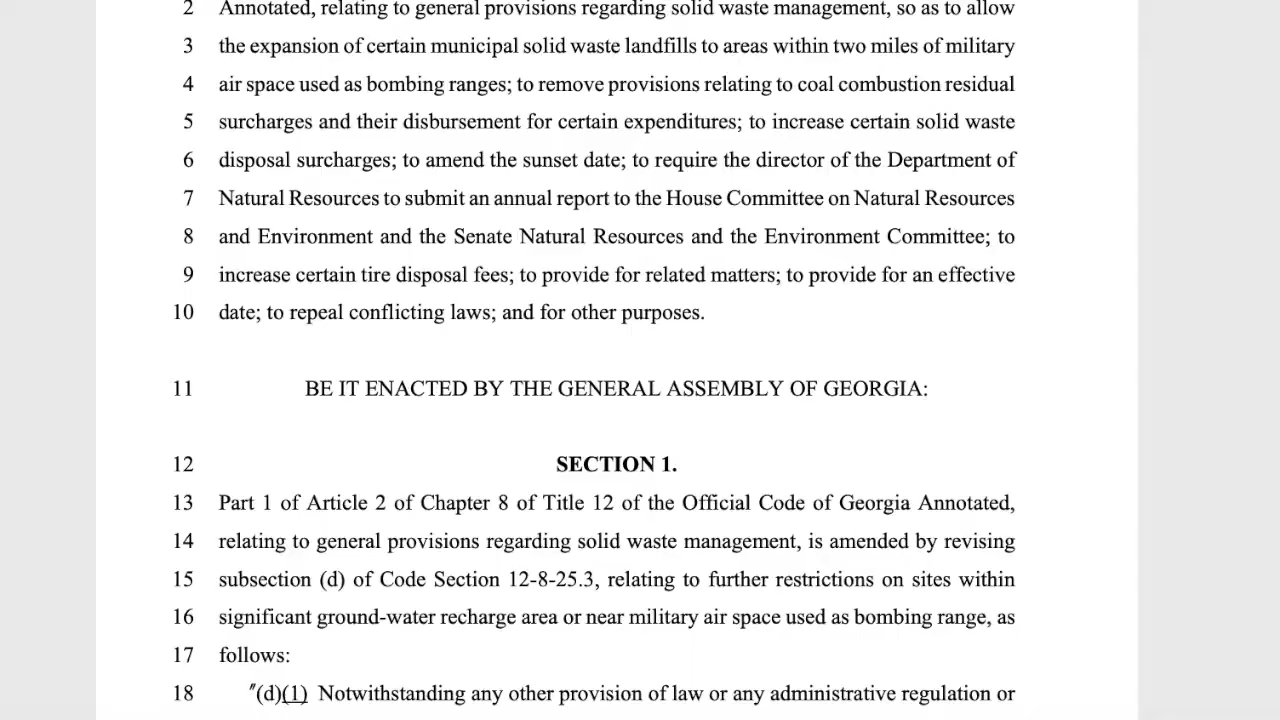 2 Annotated, relating to general provisions regarding solid waste management, so as to allow
3 the expansion of certain municipal solid waste landfills to areas within two miles of military
4 air space used as bombing ranges; to remove provisions relating to coal combustion residual
5 surcharges and their disbursement for certain expenditures; to increase certain solid waste
6 disposal surcharges; to amend the sunset date; to require the director of the Department of
7 Natural Resources to submit an annual report to the House Committee on Natural Resources
8 and Environment and the Senate Natural Resources and the Environment Committee; to
9 increase certain tire disposal fees; to provide for related matters; to provide for an effective
10 date; to repeal conflicting laws; and for other purposes.
11 BE IT ENACTED BY THE GENERAL ASSEMBLY OF GEORGIA:
12 SECTION 1.
13 Part 1 of Article 2 of Chapter 8 of Title 12 of the Official Code of Georgia Annotated,
14 relating to general provisions regarding solid waste management, is amended by revising
15 subsection (d) of Code Section 12-8-25.3, relating to further restrictions on sites within
16 significant ground-water recharge area or near military air space used as bombing range, as
17 follows:
18 "(d)(1) Notwithstanding any other provision of law or any administrative regulation or